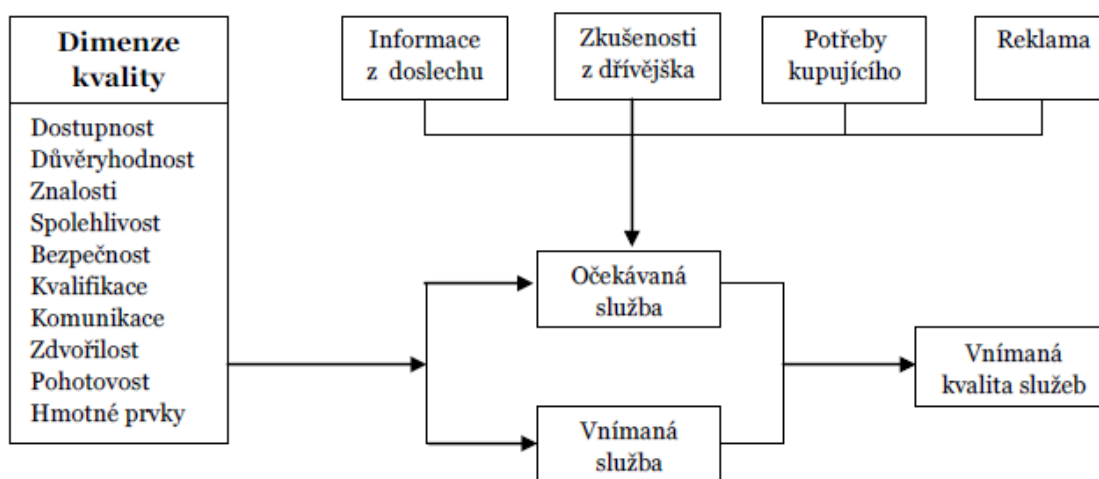 Dimenze
kvality
Dostupnost
Důvěryhodnost
Znalosti
Spolehlivost
Bezpečnost
Kvalifikace
Komunikace
Zdvořilost
Pohotovost
Hmotné prvky
Informace
z doslechu
Zkušenosti
z dřívějška
Potřeby
kupujícího
Reklama
Očekávaná
služba
Vnímaná
služba
Vnímaná
kvalita služeb